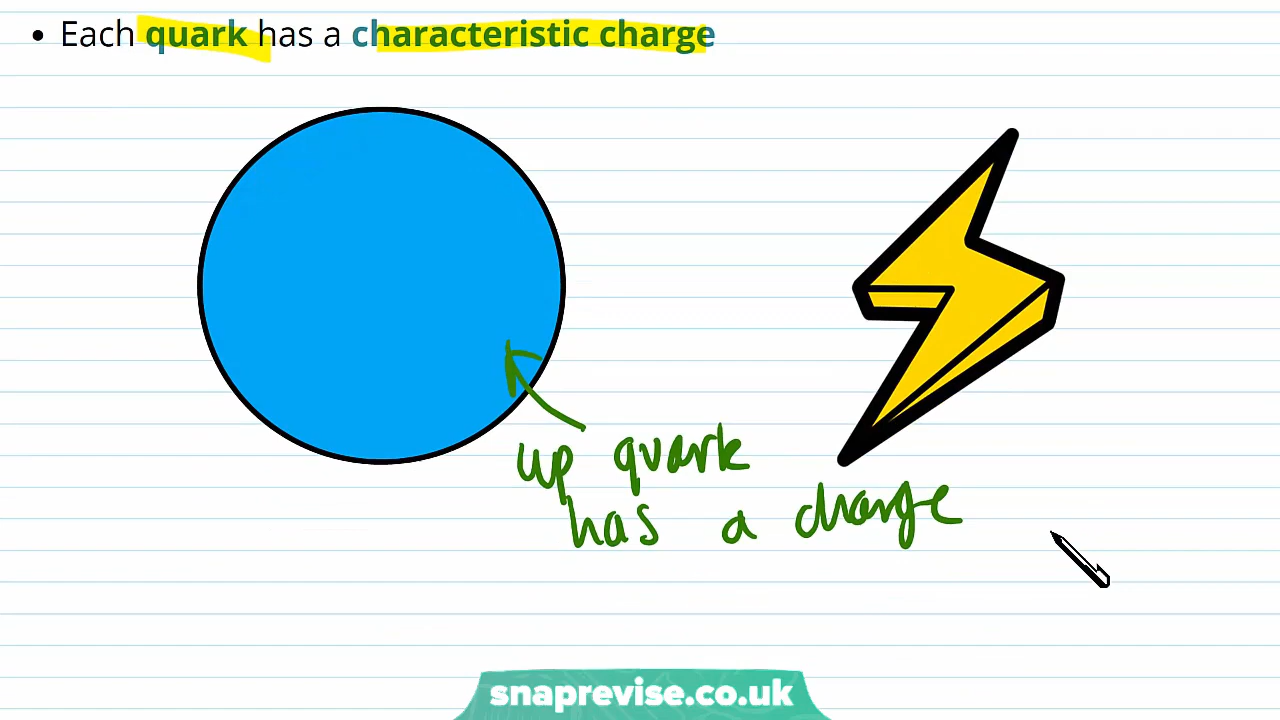 • Each quark has a characteristic charge
up quark
has a charge
snaprevise.co.uk